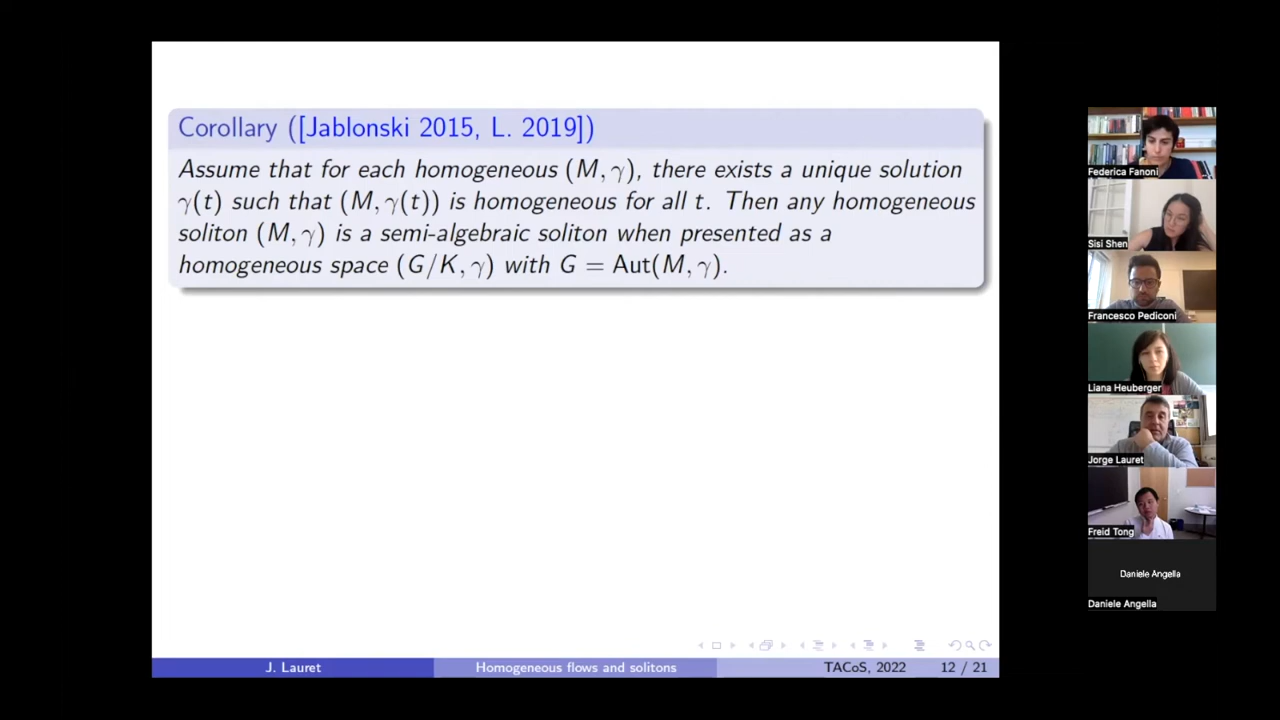 Corollary ([Jablonski 2015, L. 2019])
Assume that for each homogeneous (M, γ), there exists a unique solution
γ(t) such that (M, γ(t)) is homogeneous for all t. Then any homogeneous
soliton (M, γ) is a semi-algebraic soliton when presented as a
homogeneous space (G/K, γ) with G = Aut(M, γ).
J. Lauret
Homogeneous flows and solitons
TACoS, 2022
12 / 21
Federica Fanoni
Sisi Shen
Francesco Pediconi
Liana Heuberger
Jorge Lauret
Freid Tong
Daniele Angella
Daniele Angella